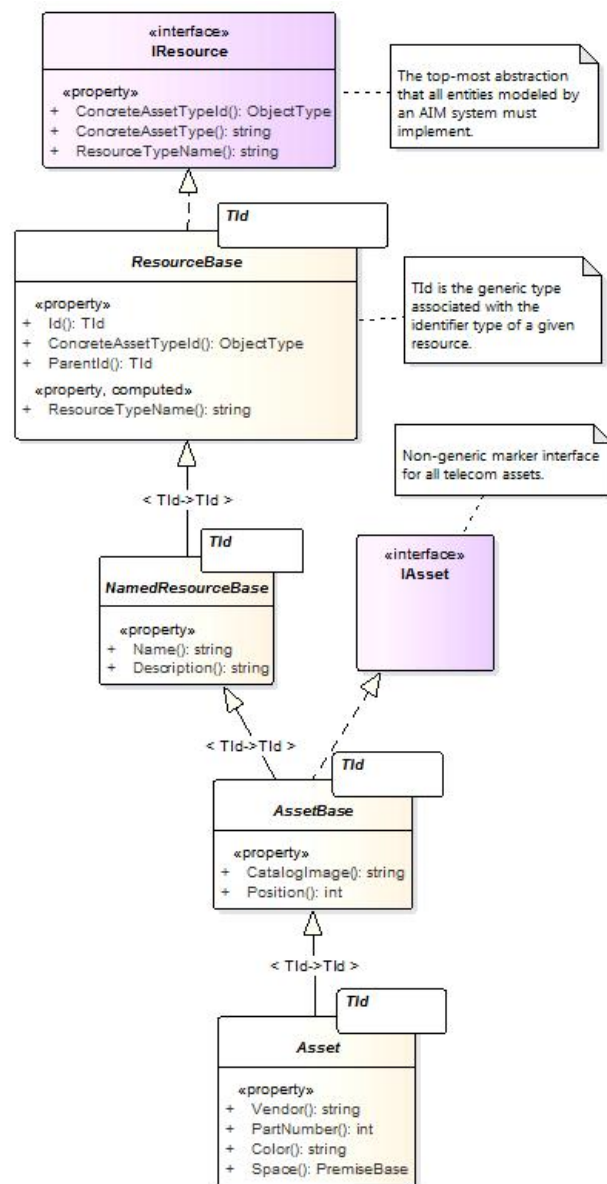 «interface»
IResource
«property»
+ ConcreteAssetTypeId(): ObjectType
+ ConcreteAssetType(): string
+ ResourceTypeName(): string
The top-most abstraction
that all entities modeled by
an AIM system must
implement.
TId
ResourceBase
«property»
+ Id(): TId
+ ConcreteAssetTypeId(): ObjectType
+ ParentId(): TId
«property, computed»
+ ResourceTypeName(): string
TId is the generic type
associated with the
identifier type of a given
resource.
< TId->TId >
Non-generic marker interface
for all telecom assets.
TId
NamedResourceBase
«property»
+ Name(): string
+ Description(): string
«interface»
IAsset
< TId->TId >
TId
AssetBase
«property»
+ CatalogImage(): string
+ Position(): int
< TId->TId >
TId
Asset
«property»
+ Vendor(): string
+ PartNumber(): int
+ Color(): string
+ Space(): PremiseBase